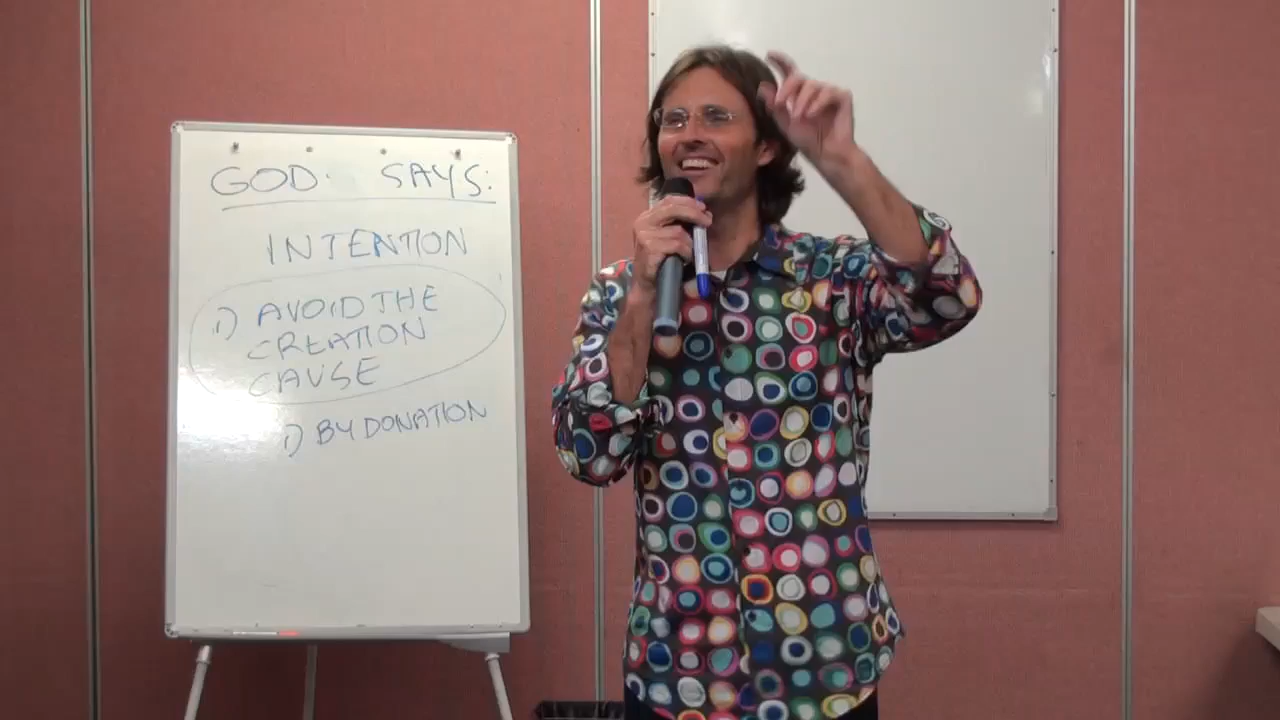 GOD. SAYS:
INTENTION
1) AVOID THE
CREATION
CAUSE
1) BY DONATION